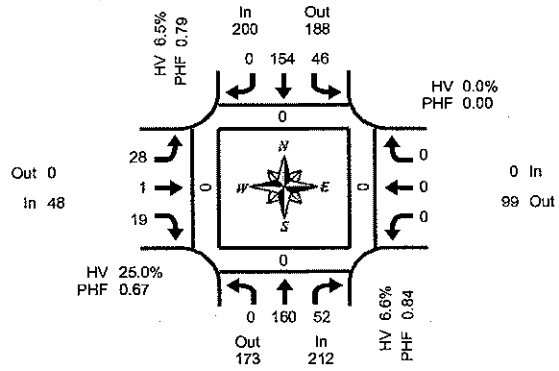 HV 6.5%
PHF 0.79
In
200
Out
188
0 154 46
HV 0.0%
PHF 0.00
0
28
1
19
Out 0
In 48
0
N
W E
S
0
0
0
0
0 In
99 Out
0
HV 25.0%
PHF 0.67
0 160 52
Out
173
In
212
HV 6.6%
PHF 0.84